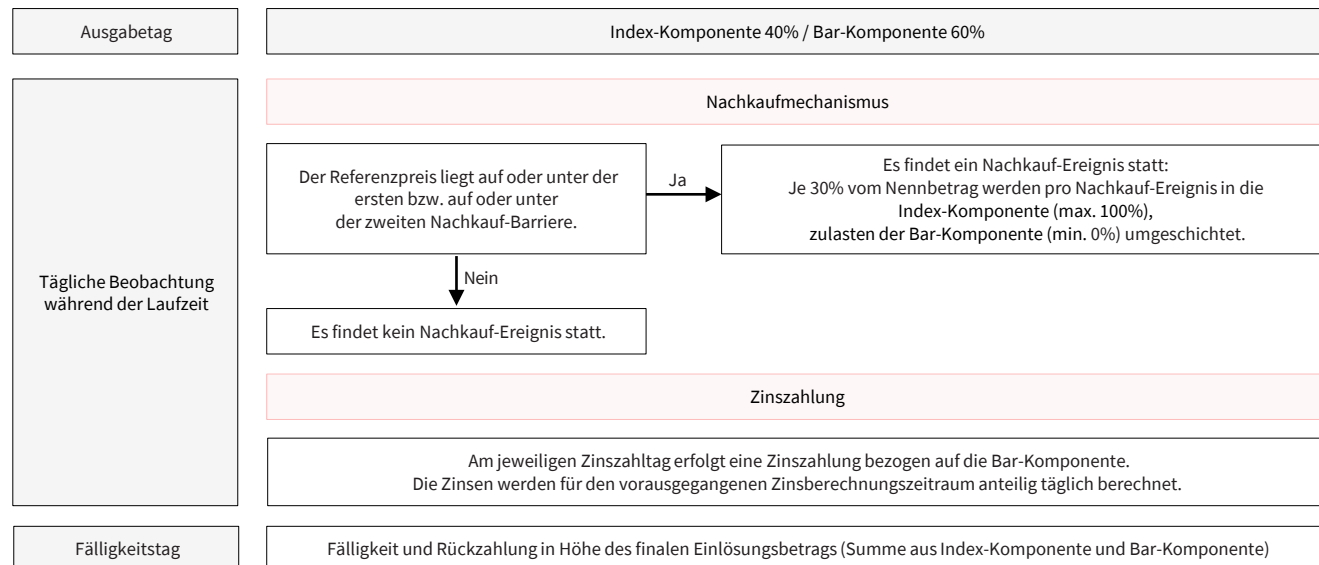 Ausgabetag
Index-Komponente 40% / Bar-Komponente 60%
Tägliche Beobachtung
während der Laufzeit
Nachkaufmechanismus
Der Referenzpreis liegt auf oder unter der
ersten bzw. auf oder unter
der zweiten Nachkauf-Barriere.
Ja
Es findet ein Nachkauf-Ereignis statt:
Je 30% vom Nennbetrag werden pro Nachkauf-Ereignis in die
Index-Komponente (max. 100%),
zulasten der Bar-Komponente (min. 0%) umgeschichtet.
Nein
Es findet kein Nachkauf-Ereignis statt.
Zinszahlung
Am jeweiligen Zinszahltag erfolgt eine Zinszahlung bezogen auf die Bar-Komponente.
Die Zinsen werden für den vorausgegangenen Zinsberechnungszeitraum anteilig täglich berechnet.
Fälligkeitstag
Fälligkeit und Rückzahlung in Höhe des finalen Einlösungsbetrags (Summe aus Index-Komponente und Bar-Komponente)